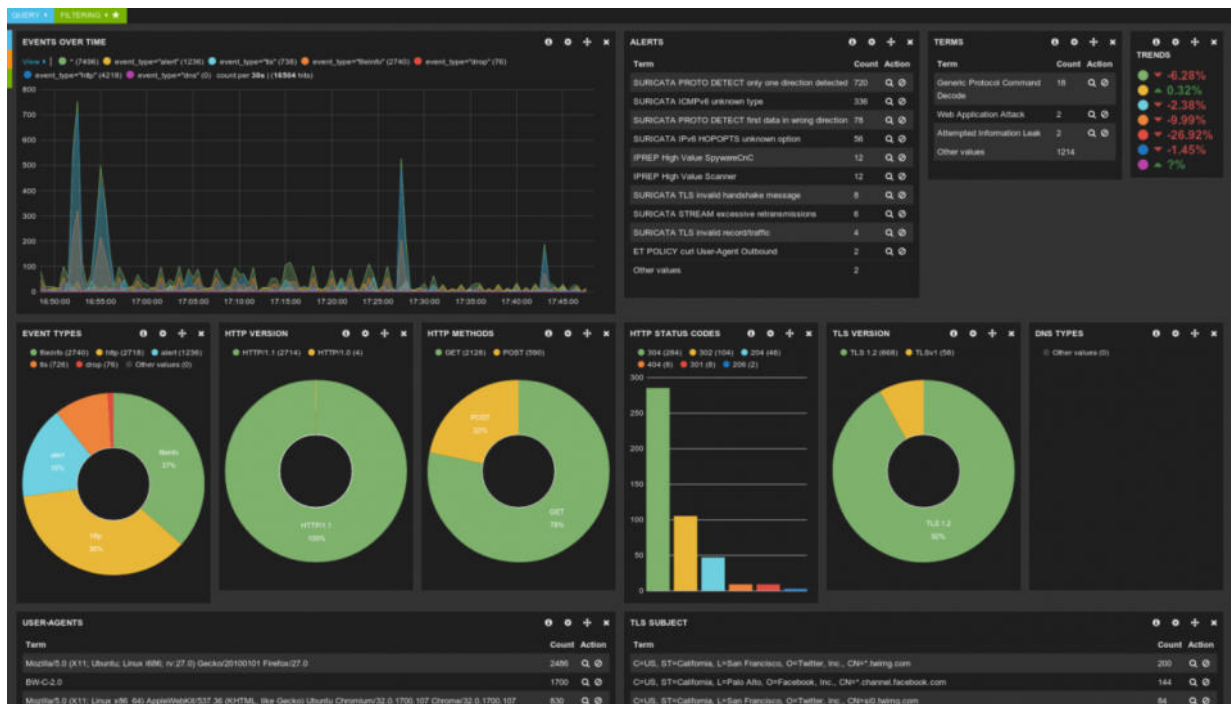 QUERY
FILTERING
EVENTS OVER TIME
View
* (7496) event_type="alert" (1236) event_type="tls" (738) event_type="fileinfo" (2740) event_type="drop" (76)
event_type="http" (4218) event_type="dns" (0) count per 30s | (16504 hits)
800
700
600
500
400
300
200
100
0
16:50:00 16:55:00 17:00:00 17:05:00 17:10:00 17:15:00 17:20:00 17:25:00 17:30:00 17:35:00 17:40:00 17:45:00
ALERTS
Term Count Action
SURICATA PROTO DETECT only one direction detected 720
SURICATA ICMPv6 unknown type 336
SURICATA PROTO DETECT first data in wrong direction 78
SURICATA IPv6 HOPOPTS unknown option 56
IPREP High Value SpywareCnC 12
IPREP High Value Scanner 12
SURICATA TLS invalid handshake message 8
SURICATA STREAM excessive retransmissions 6
SURICATA TLS invalid record/traffic 4
ET POLICY curl User-Agent Outbound 2
Other values 2
TERMS
Term Count Action
Generic Protocol Command Decode 18
Web Application Attack 2
Attempted Information Leak 2
Other values 1214
TRENDS
-6.28%
0.32%
-2.38%
-9.99%
-26.92%
-1.45%
?%
EVENT TYPES
fileinfo (2740) http (2718) alert (1236)
tls (726) drop (76) Other values (0)
fileinfo
alert
http
HTTP VERSION
HTTP/1.1 (2714) HTTP/1.0 (4)
HTTP/1.1
100%
HTTP METHODS
GET (2128) POST (590)
POST
GET
78%
HTTP STATUS CODES
304 (284) 302 (104) 204 (46)
404 (8) 301 (8) 206 (2)
300
250
200
150
100
50
0
TLS VERSION
TLS 1.2 (668) TLSv1 (58)
TLS 1.2
92%
DNS TYPES
Other values (0)
USER-AGENTS
Term Count Action
Mozilla/5.0 (X11; Ubuntu; Linux i686; rv:27.0) Gecko/20100101 Firefox/27.0 2486
BW-C-2.0 1700
Mozilla/5.0 (X11; Linux x86_64) AppleWebKit/537.36 (KHTML, like Gecko) Ubuntu Chromium/32.0.1700.107 Chrome/32.0.1700.107 830
TLS SUBJECT
Term Count Action
C=US, ST=California, L=San Francisco, O=Twitter, Inc., CN=*.twimg.com 200
C=US, ST=California, L=Palo Alto, O=Facebook, Inc., CN=*.channel.facebook.com 144
C=US, ST=California, L=San Francisco, O=Twitter, Inc., CN=si0.twimg.com 84